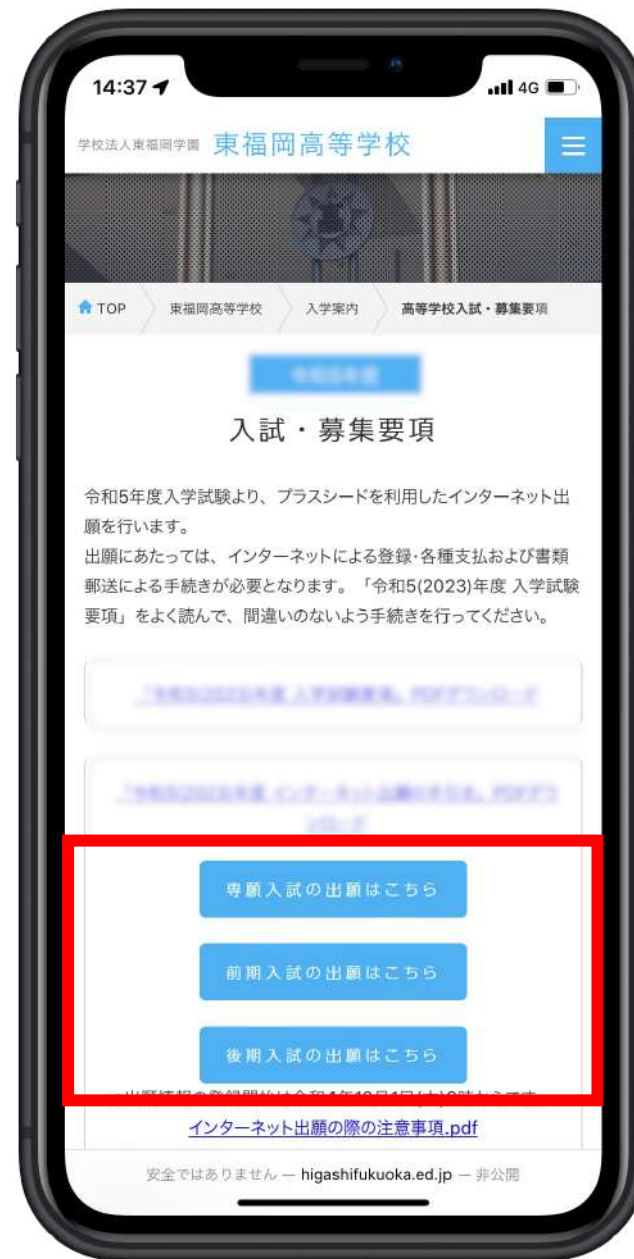 14:37
4G
学校法人東福岡学園 東福岡高等学校
TOP 東福岡高等学校 入学案内 高等学校入試・募集要項
入試・募集要項
令和5年度入学試験より、プラスシードを利用したインターネット出
願を行います。
出願にあたっては、インターネットによる登録・各種支払および書類
郵送による手続きが必要となります。「令和5(2023)年度 入学試験
要項」をよく読んで、間違いのないよう手続きを行ってください。
専願入試の出願はこちら
前期入試の出願はこちら
後期入試の出願はこちら
インターネット出願の際の注意事項.pdf
安全ではありません — higashifukuoka.ed.jp — 非公開